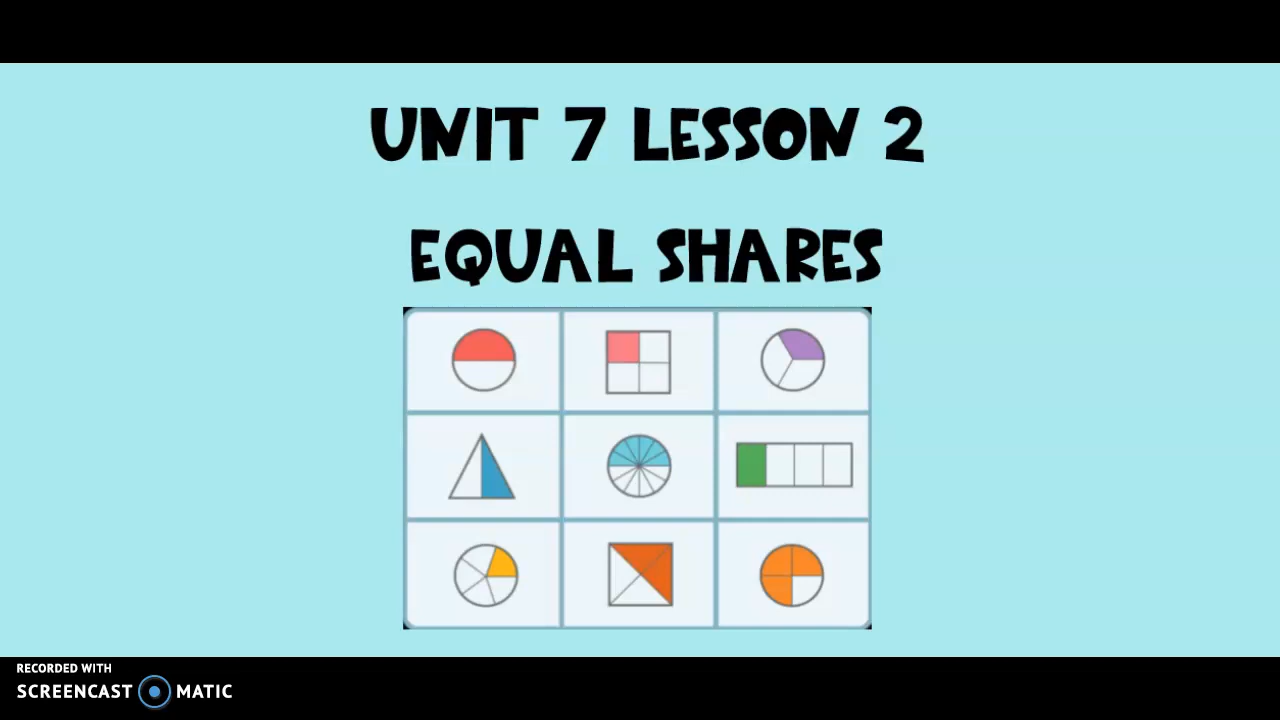 UNIT 7 LESSON 2
EQUAL SHARES
RECORDED WITH
SCREENCAST MATIC